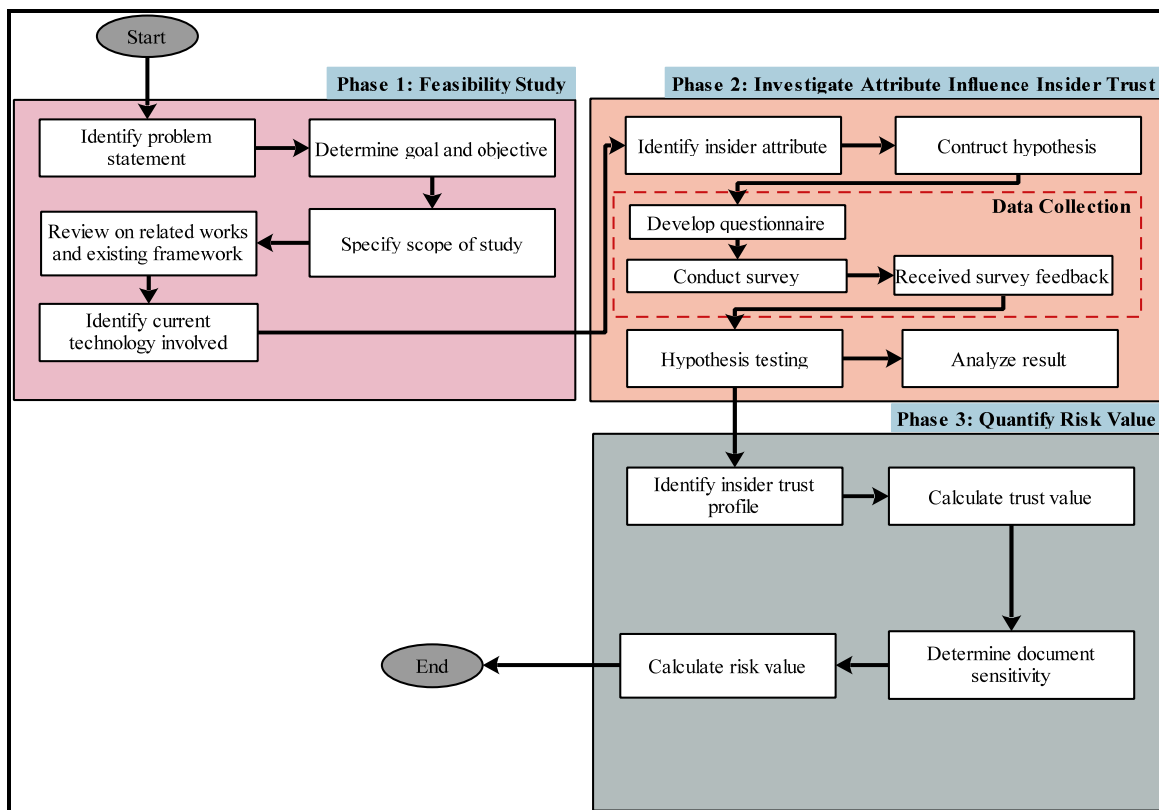 Start
Phase 1: Feasibility Study
Identify problem
statement
Determine goal and objective
Specify scope of study
Review on related works
and existing framework
Identify current
technology involved
Phase 2: Investigate Attribute Influence Insider Trust
Identify insider attribute
Contruct hypothesis
Data Collection
Develop questionnaire
Conduct survey
Received survey feedback
Hypothesis testing
Analyze result
Phase 3: Quantify Risk Value
Identify insider trust
profile
Calculate trust value
Determine document
sensitivity
Calculate risk value
End